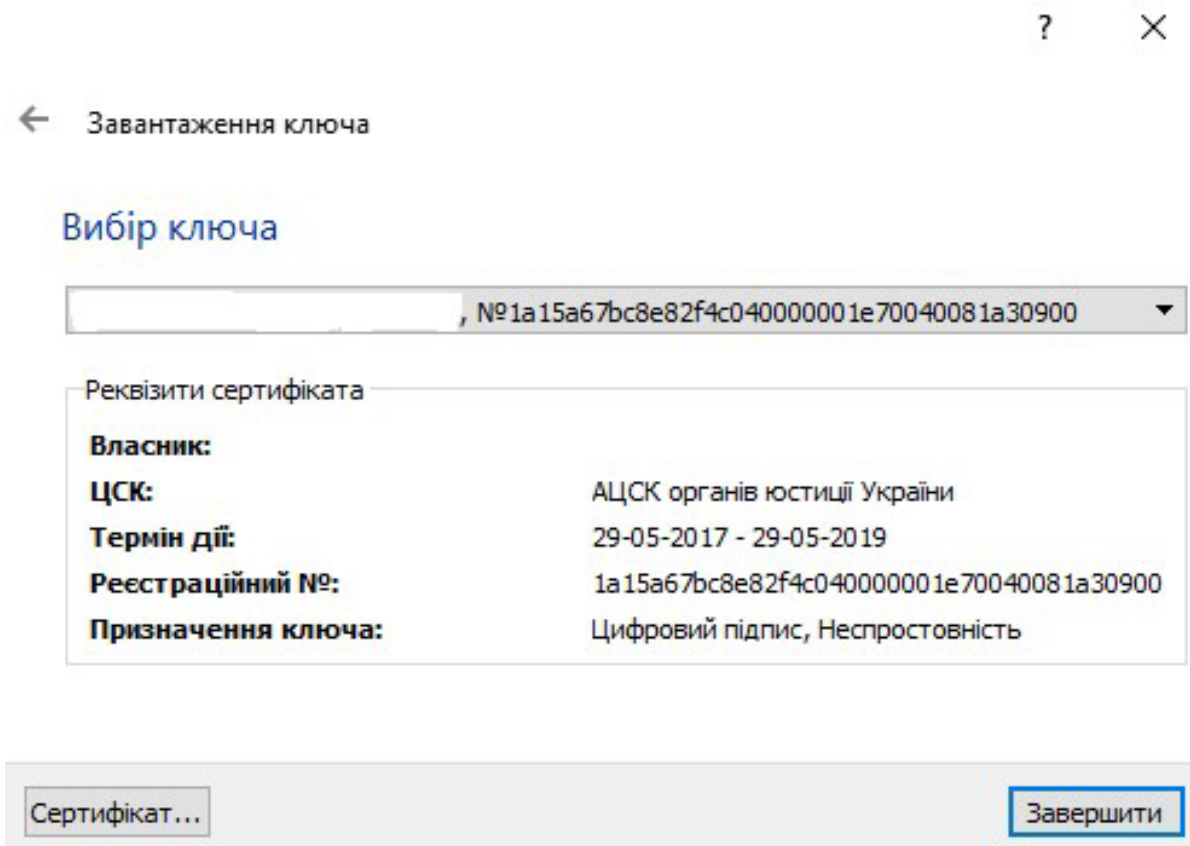 ?
Завантаження ключа
Вибір ключа
, №1a15a67bc8e82f4c040000001e70040081a30900
Реквізити сертифіката
Власник:
ЦСК: АЦСК органів юстиції України
Термін дії: 29-05-2017 - 29-05-2019
Реєстраційний №: 1a15a67bc8e82f4c040000001e70040081a30900
Призначення ключа: Цифровий підпис, Неспростовність
Сертифікат... Завершити